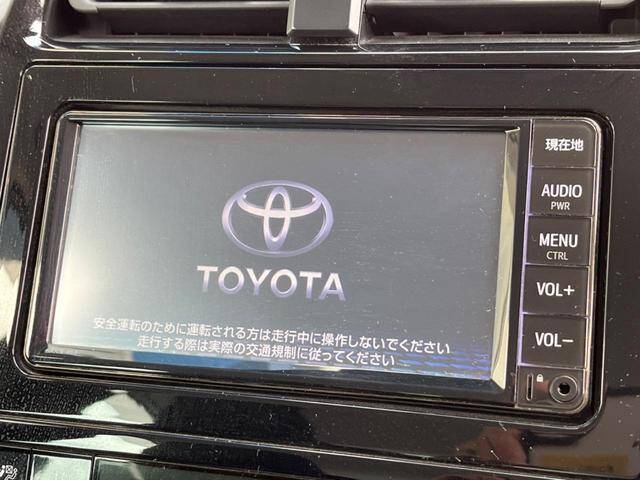 現在地
AUDIO
PWR
MENU
CTRL
VOL+
VOL−
TOYOTA
安全運転のために運転される方は走行中に操作しないでください
走行する際は実際の交通規制に従ってください